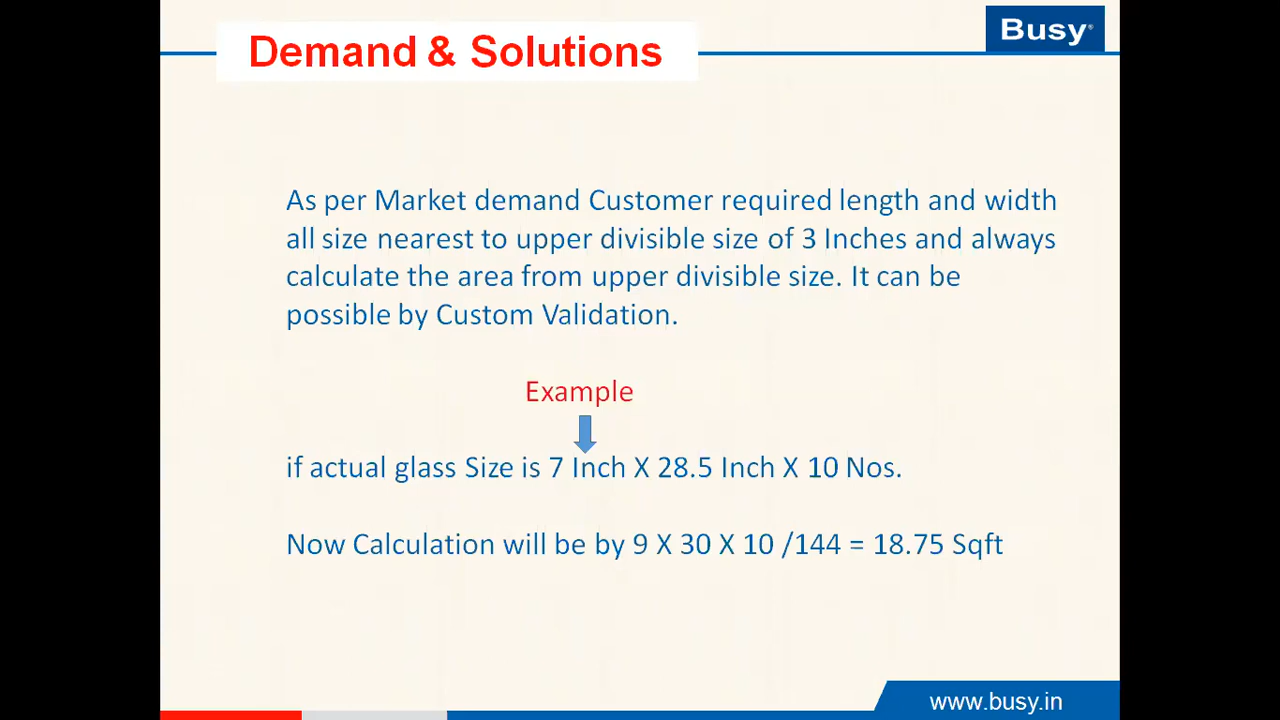 Busy
Demand & Solutions
As per Market demand Customer required length and width
all size nearest to upper divisible size of 3 Inches and always
calculate the area from upper divisible size. It can be
possible by Custom Validation.
Example
if actual glass Size is 7 Inch X 28.5 Inch X 10 Nos.
Now Calculation will be by 9 X 30 X 10 /144 = 18.75 Sqft
www.busy.in